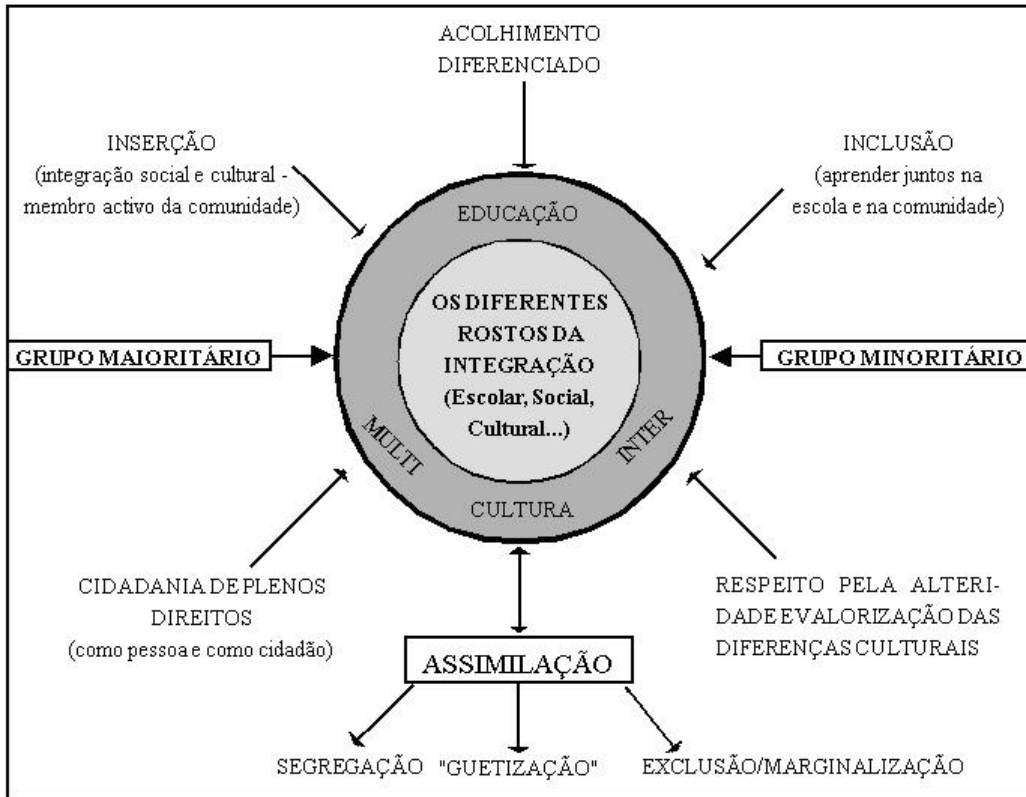 ACOLHIMENTO
DIFERENCIADO
INSERÇÃO
(integração social e cultural -
membro activo da comunidade)
INCLUSÃO
(aprender juntos na
escola e na comunidade)
EDUCAÇÃO
OS DIFERENTES
ROSTOS DA
INTEGRAÇÃO
(Escolar, Social,
Cultural...)
GRUPO MAIORITÁRIO
GRUPO MINORITÁRIO
MULTI
INTER
CULTURA
CIDADANIA DE PLENOS
DIREITOS
(como pessoa e como cidadão)
RESPEITO PELA ALTERI-
DADE E VALORIZAÇÃO DAS
DIFERENÇAS CULTURAIS
ASSIMILAÇÃO
SEGREGAÇÃO "GUETIZAÇÃO" EXCLUSÃO/MARGINALIZAÇÃO